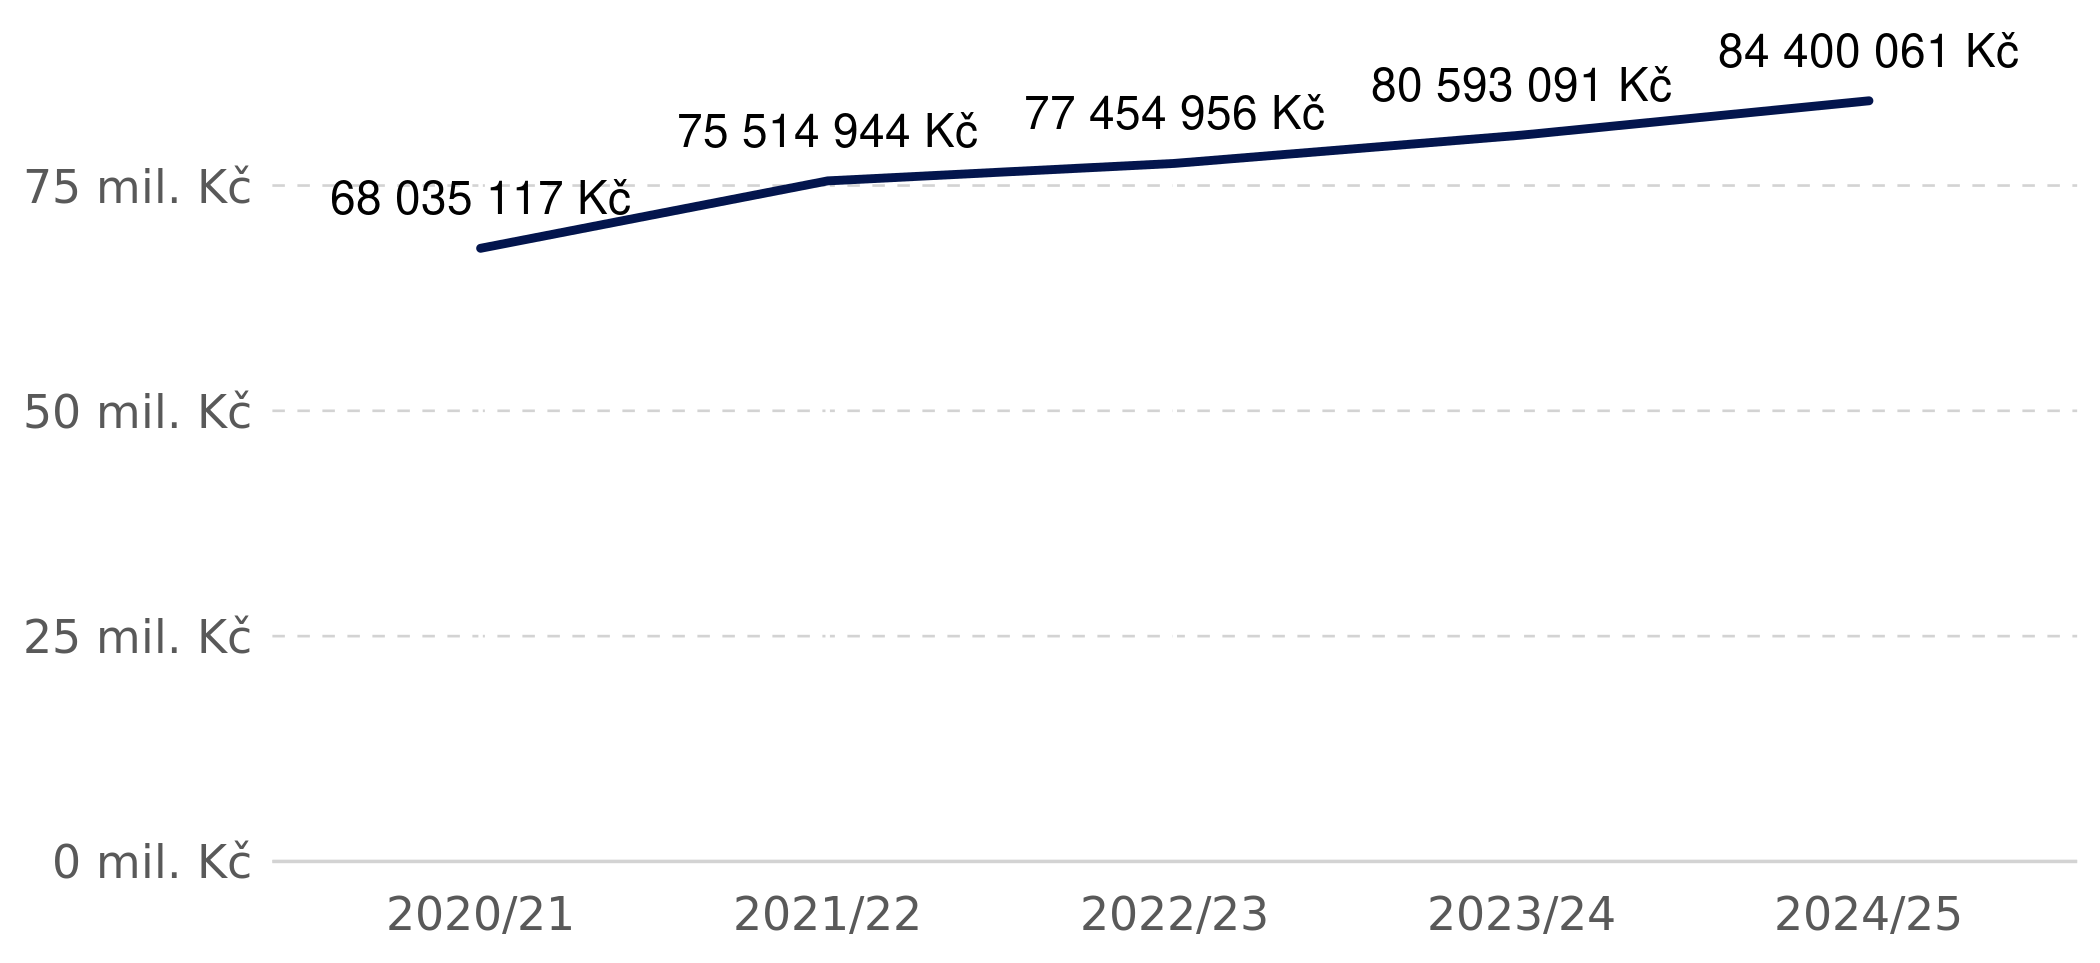 84 400 061 Kč
80 593 091 Kč
77 454 956 Kč
75 514 944 Kč
75 mil. Kč
68 035 117 Kč
50 mil. Kč
25 mil. Kč
0 mil. Kč
2020/21 2021/22 2022/23 2023/24 2024/25